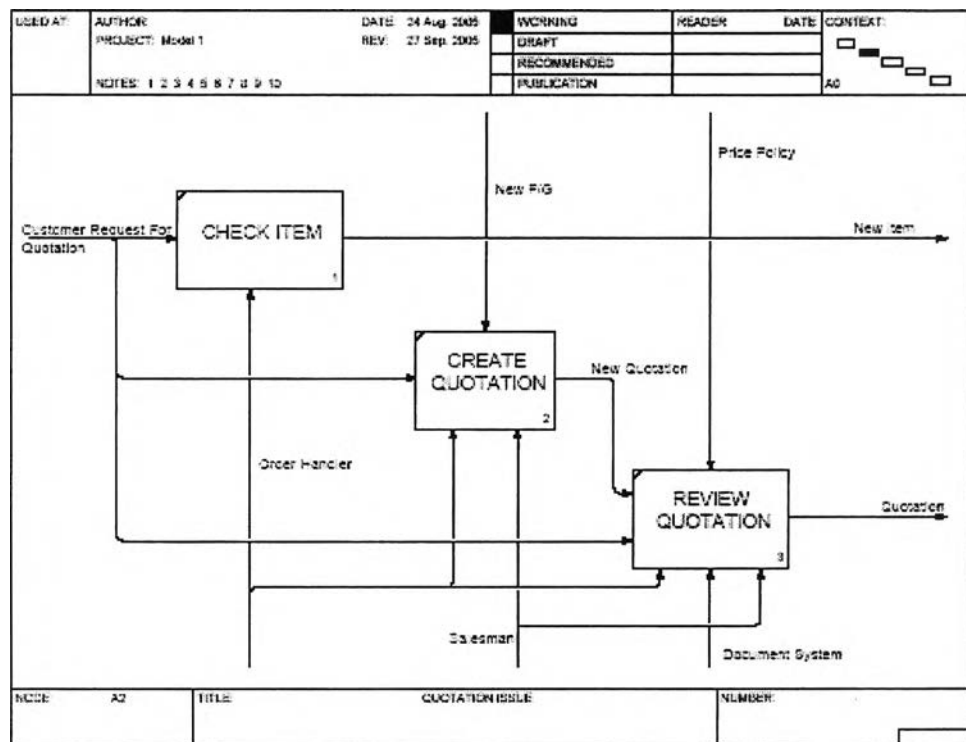 USED AT:
AUTHOR:
DATE: 24 Aug. 2005
WORKING
READER
DATE
CONTEXT:
PROJECT: Model 1
REV: 27 Sep. 2005
DRAFT
RECOMMENDED
NOTES: 1 2 3 4 5 6 7 8 9 10
PUBLICATION
A0
Price Policy
New F/G
Customer Request For
Quotation
CHECK ITEM
1
New Item
CREATE
QUOTATION
2
New Quotation
Order Handler
REVIEW
QUOTATION
3
Quotation
Salesman
Document System
NODE:
A2
TITLE:
QUOTATION ISSUE
NUMBER: